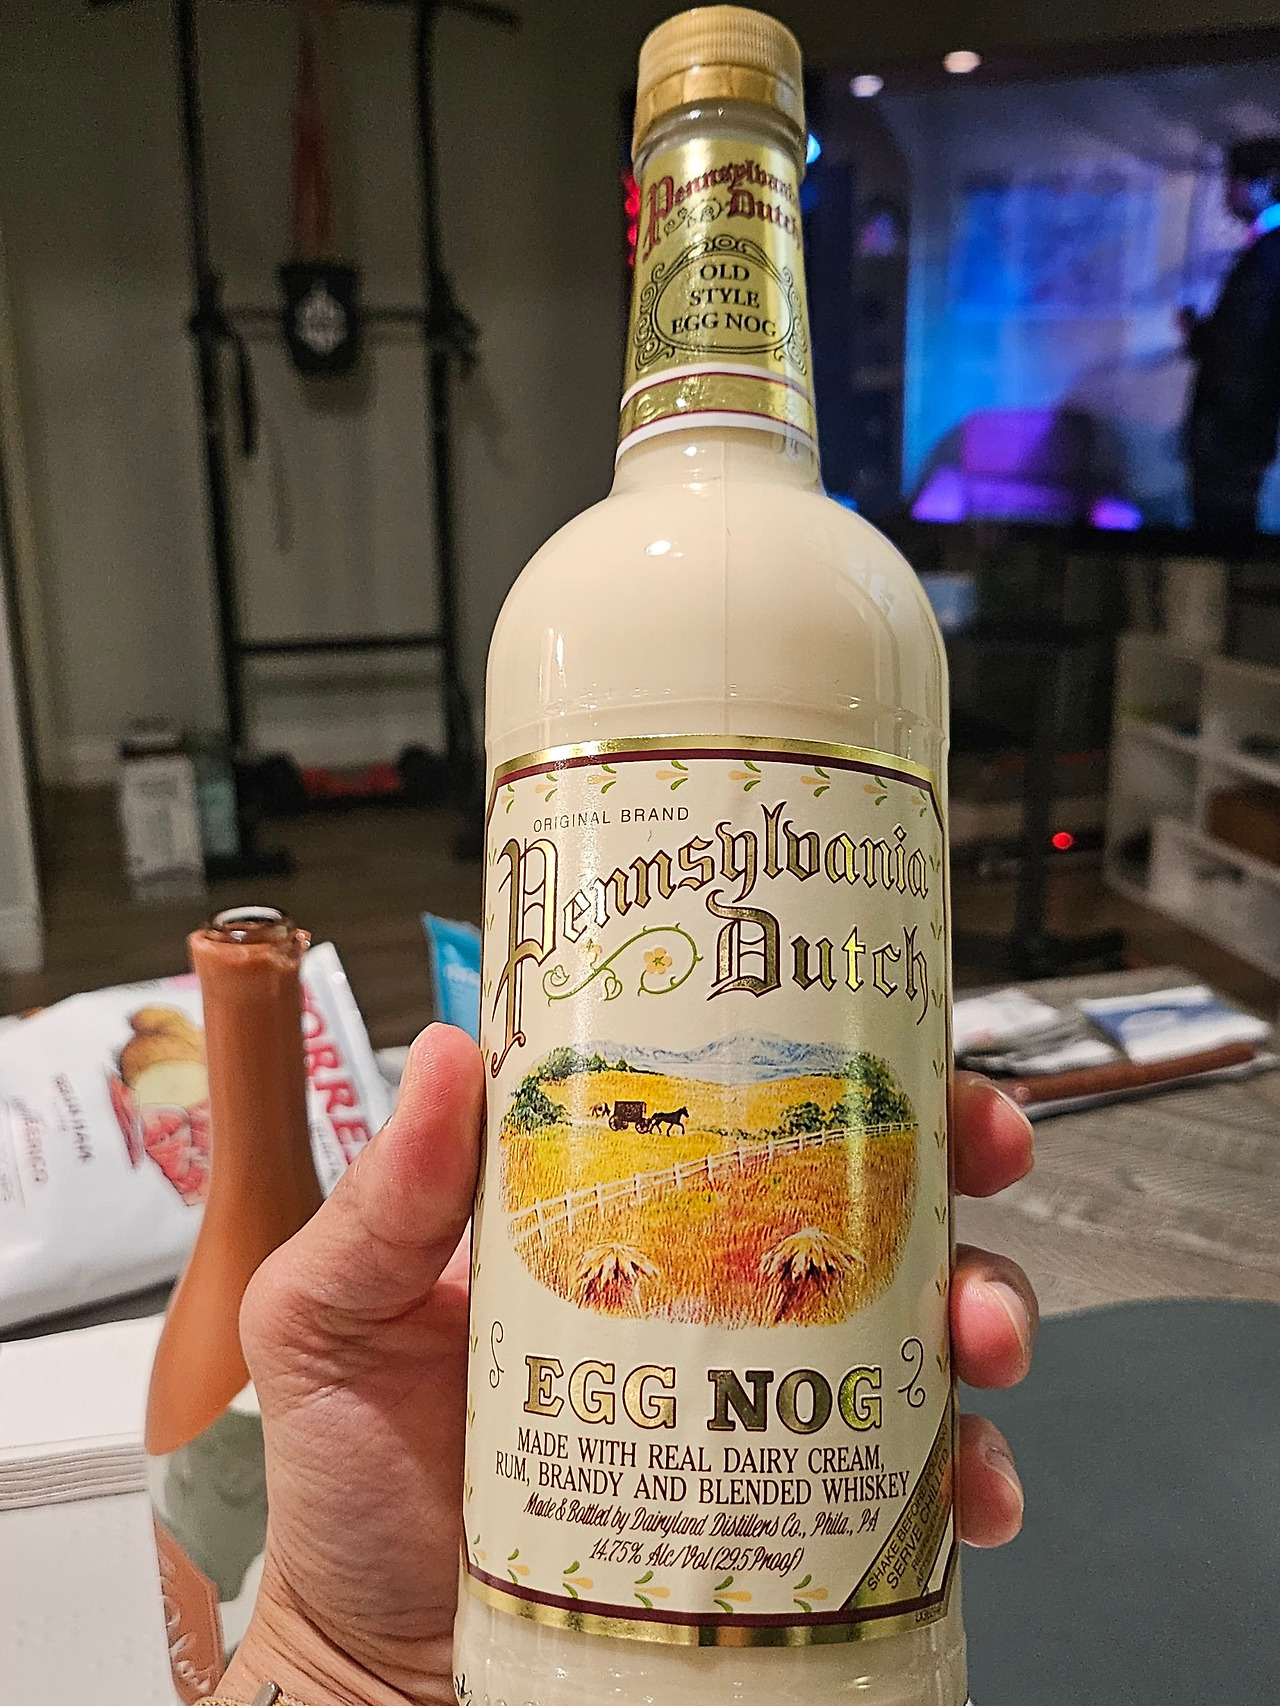 Pennsylvania
Dutch
OLD
STYLE
EGG NOG
ORIGINAL BRAND
Pennsylvania
Dutch
EGG NOG
MADE WITH REAL DAIRY CREAM,
RUM, BRANDY AND BLENDED WHISKEY
Made & Bottled by Dairyland Distillers Co., Phila., PA
14.75% Alc/Vol (29.5 Proof)
SHAKE BEFORE
SERVE CHILLED